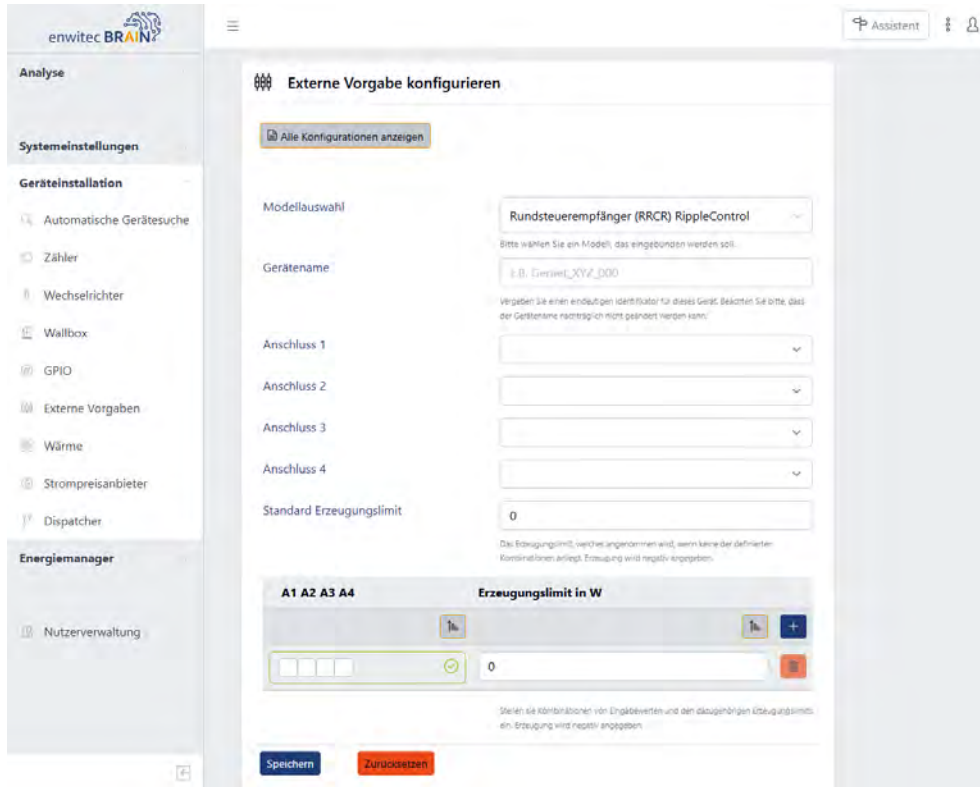 enwitec BRAIN
Assistent
Analyse
Systemeinstellungen
Geräteinstallation
Automatische Gerätesuche
Zähler
Wechselrichter
Wallbox
GPIO
Externe Vorgaben
Wärme
Strompreisanbieter
Dispatcher
Energiemanager
Nutzerverwaltung
Externe Vorgabe konfigurieren
Alle Konfigurationen anzeigen
Modellauswahl
Rundsteuerempfänger (RRCR) RippleControl
Bitte wählen Sie ein Modell, das eingebunden werden soll.
Gerätename
z.B. Geraet_XYZ_000
Vergeben Sie einen eindeutigen Identifikator für dieses Gerät. Beachten Sie bitte, dass
der Gerätename nachträglich nicht geändert werden kann.
Anschluss 1
Anschluss 2
Anschluss 3
Anschluss 4
Standard Erzeugungslimit
0
Das Erzeugungslimit, welches angenommen wird, wenn keine der definierten
Kombinationen anliegt. Erzeugung wird negativ angegeben.
A1 A2 A3 A4 Erzeugungslimit in W
0
Stellen sie Kombinationen von Eingabewerten und den dazugehörigen Erzeugungslimits
ein. Erzeugung wird negativ angegeben.
Speichern Zurücksetzen